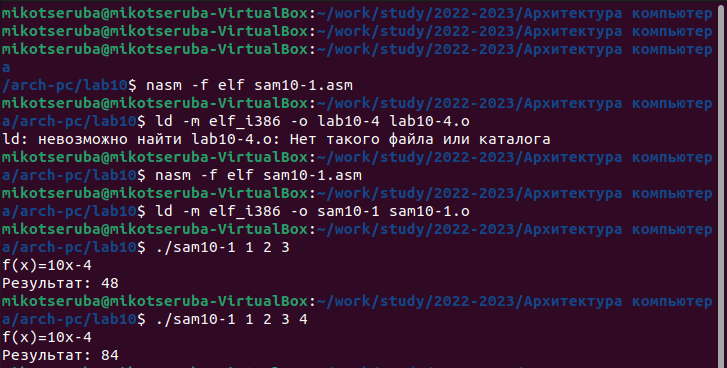 mikotseruba@mikotseruba-VirtualBox:~/work/study/2022-2023/Архитектура компьютер
mikotseruba@mikotseruba-VirtualBox:~/work/study/2022-2023/Архитектура компьютер
mikotseruba@mikotseruba-VirtualBox:~/work/study/2022-2023/Архитектура компьютер
а
/arch-pc/lab10$ nasm -f elf sam10-1.asm
mikotseruba@mikotseruba-VirtualBox:~/work/study/2022-2023/Архитектура компьютер
а/arch-pc/lab10$ ld -m elf_i386 -o lab10-4 lab10-4.o
ld: невозможно найти lab10-4.o: Нет такого файла или каталога
mikotseruba@mikotseruba-VirtualBox:~/work/study/2022-2023/Архитектура компьютер
а/arch-pc/lab10$ nasm -f elf sam10-1.asm
mikotseruba@mikotseruba-VirtualBox:~/work/study/2022-2023/Архитектура компьютер
а/arch-pc/lab10$ ld -m elf_i386 -o sam10-1 sam10-1.o
mikotseruba@mikotseruba-VirtualBox:~/work/study/2022-2023/Архитектура компьютер
а/arch-pc/lab10$ ./sam10-1 1 2 3
f(x)=10x-4
Результат: 48
mikotseruba@mikotseruba-VirtualBox:~/work/study/2022-2023/Архитектура компьютер
а/arch-pc/lab10$ ./sam10-1 1 2 3 4
f(x)=10x-4
Результат: 84